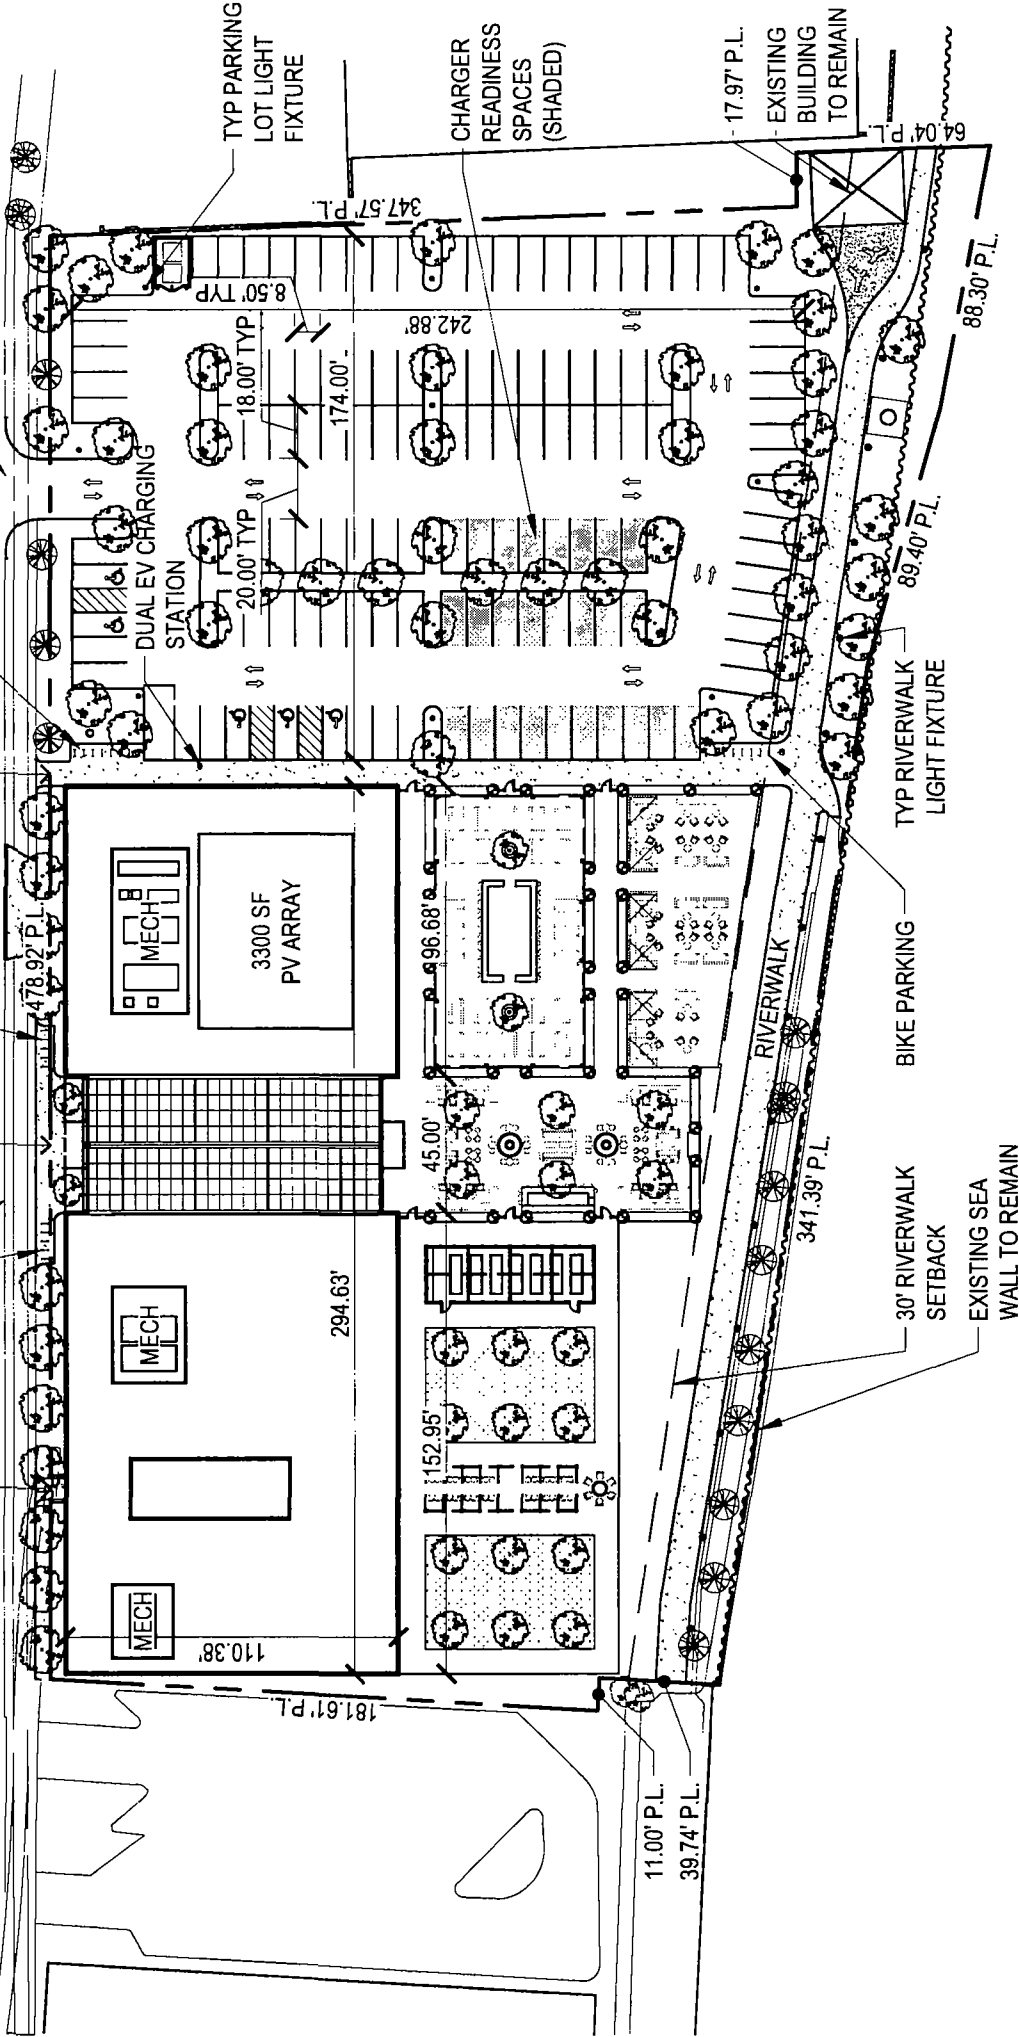 TYP PARKING
LOT LIGHT
FIXTURE
CHARGER
READINESS
SPACES
(SHADED)
17.97' P.L.
EXISTING
BUILDING
TO REMAIN
64.04' P.L.
347.57' P.L.
8.50' TYP
242.88'
18.00' TYP
174.00'
20.00' TYP
DUAL EV CHARGING
STATION
88.30' P.L.
89.40' P.L.
TYP RIVERWALK
LIGHT FIXTURE
BIKE PARKING
478.92' P.L.
MECH
3300 SF
PV ARRAY
96.68'
RIVERWALK
45.00'
341.39' P.L.
30' RIVERWALK
SETBACK
EXISTING SEA
WALL TO REMAIN
294.63'
MECH
152.95'
MECH
110.38'
181.61' P.L.
11.00' P.L.
39.74' P.L.